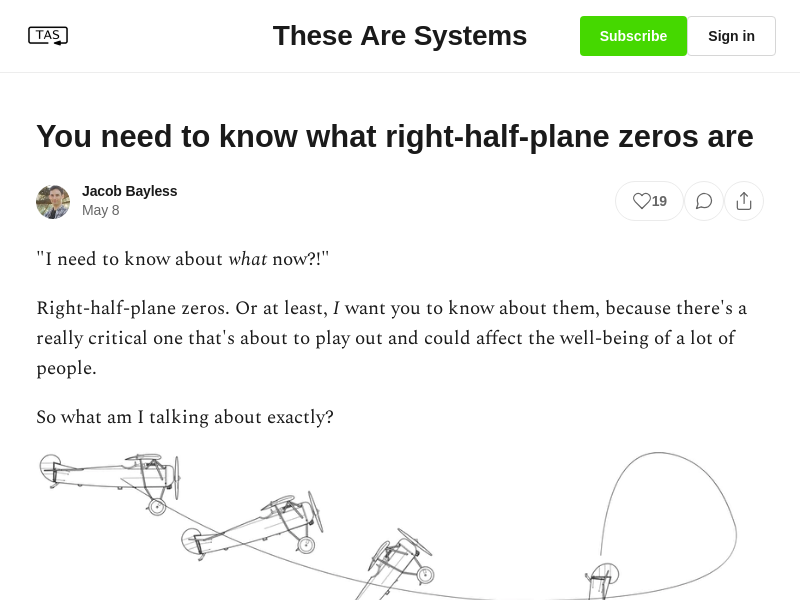 TAS
These Are Systems
Subscribe
Sign in
You need to know what right-half-plane zeros are
Jacob Bayless
May 8
19
"I need to know about what now?!"
Right-half-plane zeros. Or at least, I want you to know about them, because there's a
really critical one that's about to play out and could affect the well-being of a lot of
people.
So what am I talking about exactly?